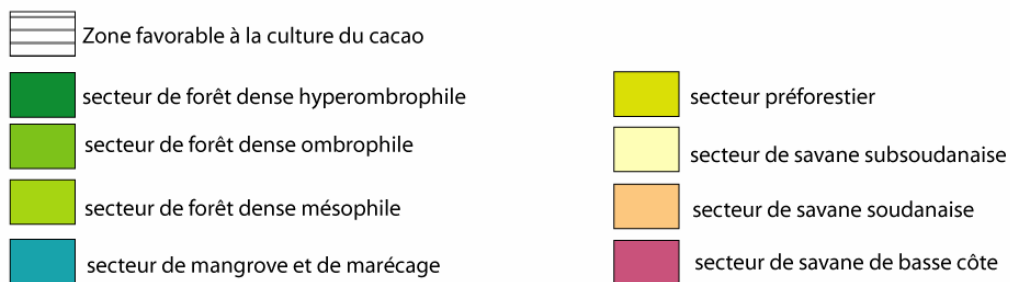 Zone favorable à la culture du cacao
secteur de forêt dense hyperombrophile
secteur de forêt dense ombrophile
secteur de forêt dense mésophile
secteur de mangrove et de marécage
secteur préforestier
secteur de savane subsoudanaise
secteur de savane soudanaise
secteur de savane de basse côte